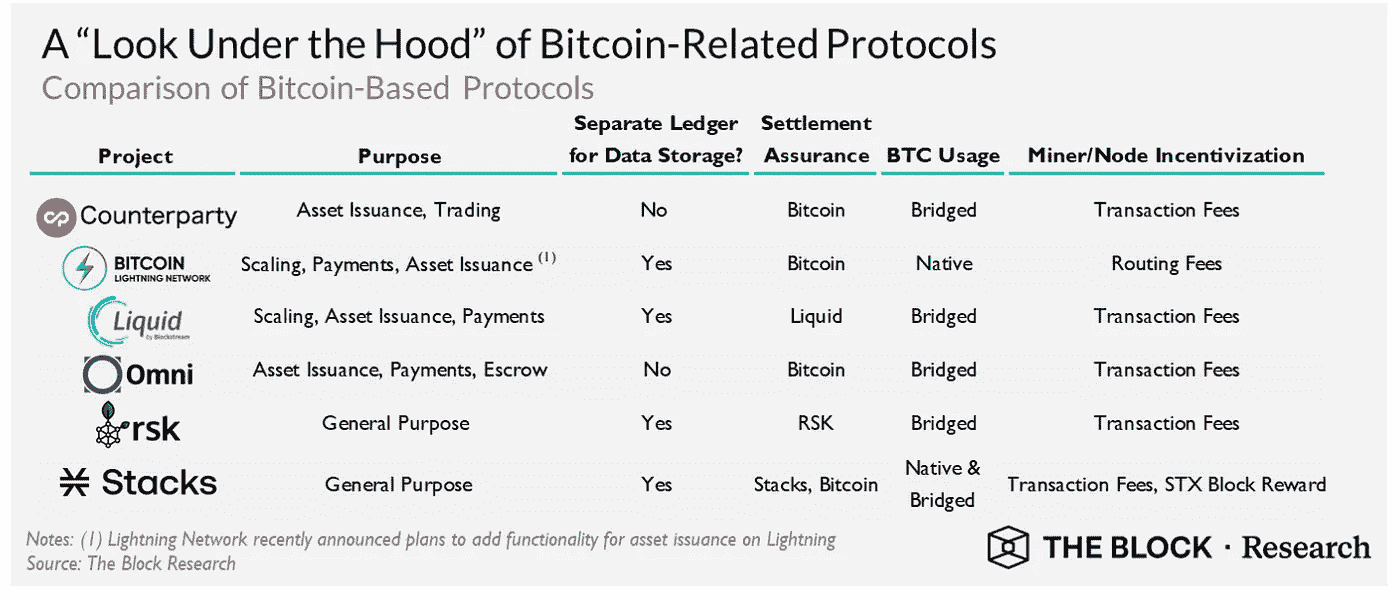 A “Look Under the Hood” of Bitcoin-Related Protocols
Comparison of Bitcoin-Based Protocols
Project Purpose Separate Ledger for Data Storage? Settlement Assurance BTC Usage Miner/Node Incentivization
cp Counterparty Asset Issuance, Trading No Bitcoin Bridged Transaction Fees
BITCOIN LIGHTNING NETWORK Scaling, Payments, Asset Issuance (1) Yes Bitcoin Native Routing Fees
Liquid by Blockstream Scaling, Asset Issuance, Payments Yes Liquid Bridged Transaction Fees
Omni Asset Issuance, Payments, Escrow No Bitcoin Bridged Transaction Fees
rsk General Purpose Yes RSK Bridged Transaction Fees
Stacks General Purpose Yes Stacks, Bitcoin Native & Bridged Transaction Fees, STX Block Reward
Notes: (1) Lightning Network recently announced plans to add functionality for asset issuance on Lightning
Source: The Block Research
THE BLOCK · Research